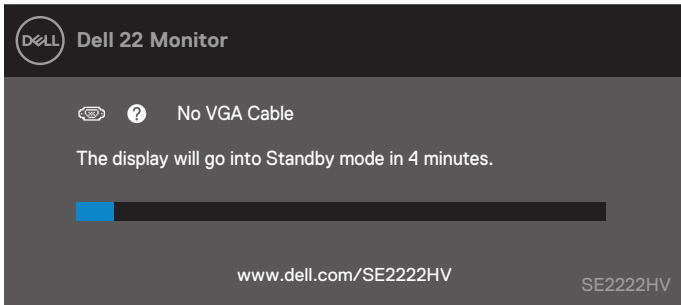 DELL Dell 22 Monitor
? No VGA Cable
The display will go into Standby mode in 4 minutes.
www.dell.com/SE2222HV
SE2222HV